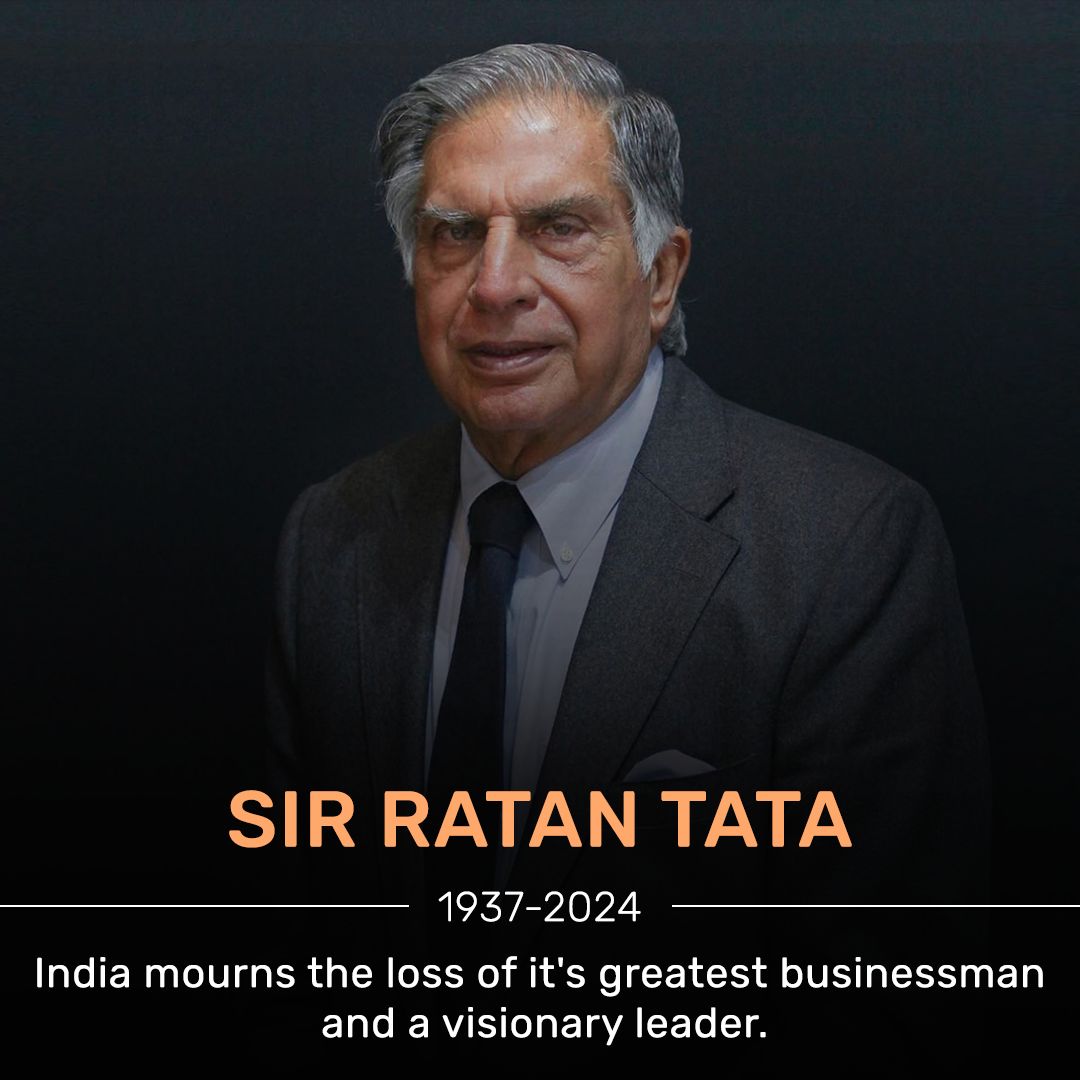 SIR RATAN TATA
1937-2024
India mourns the loss of it's greatest businessman
and a visionary leader.